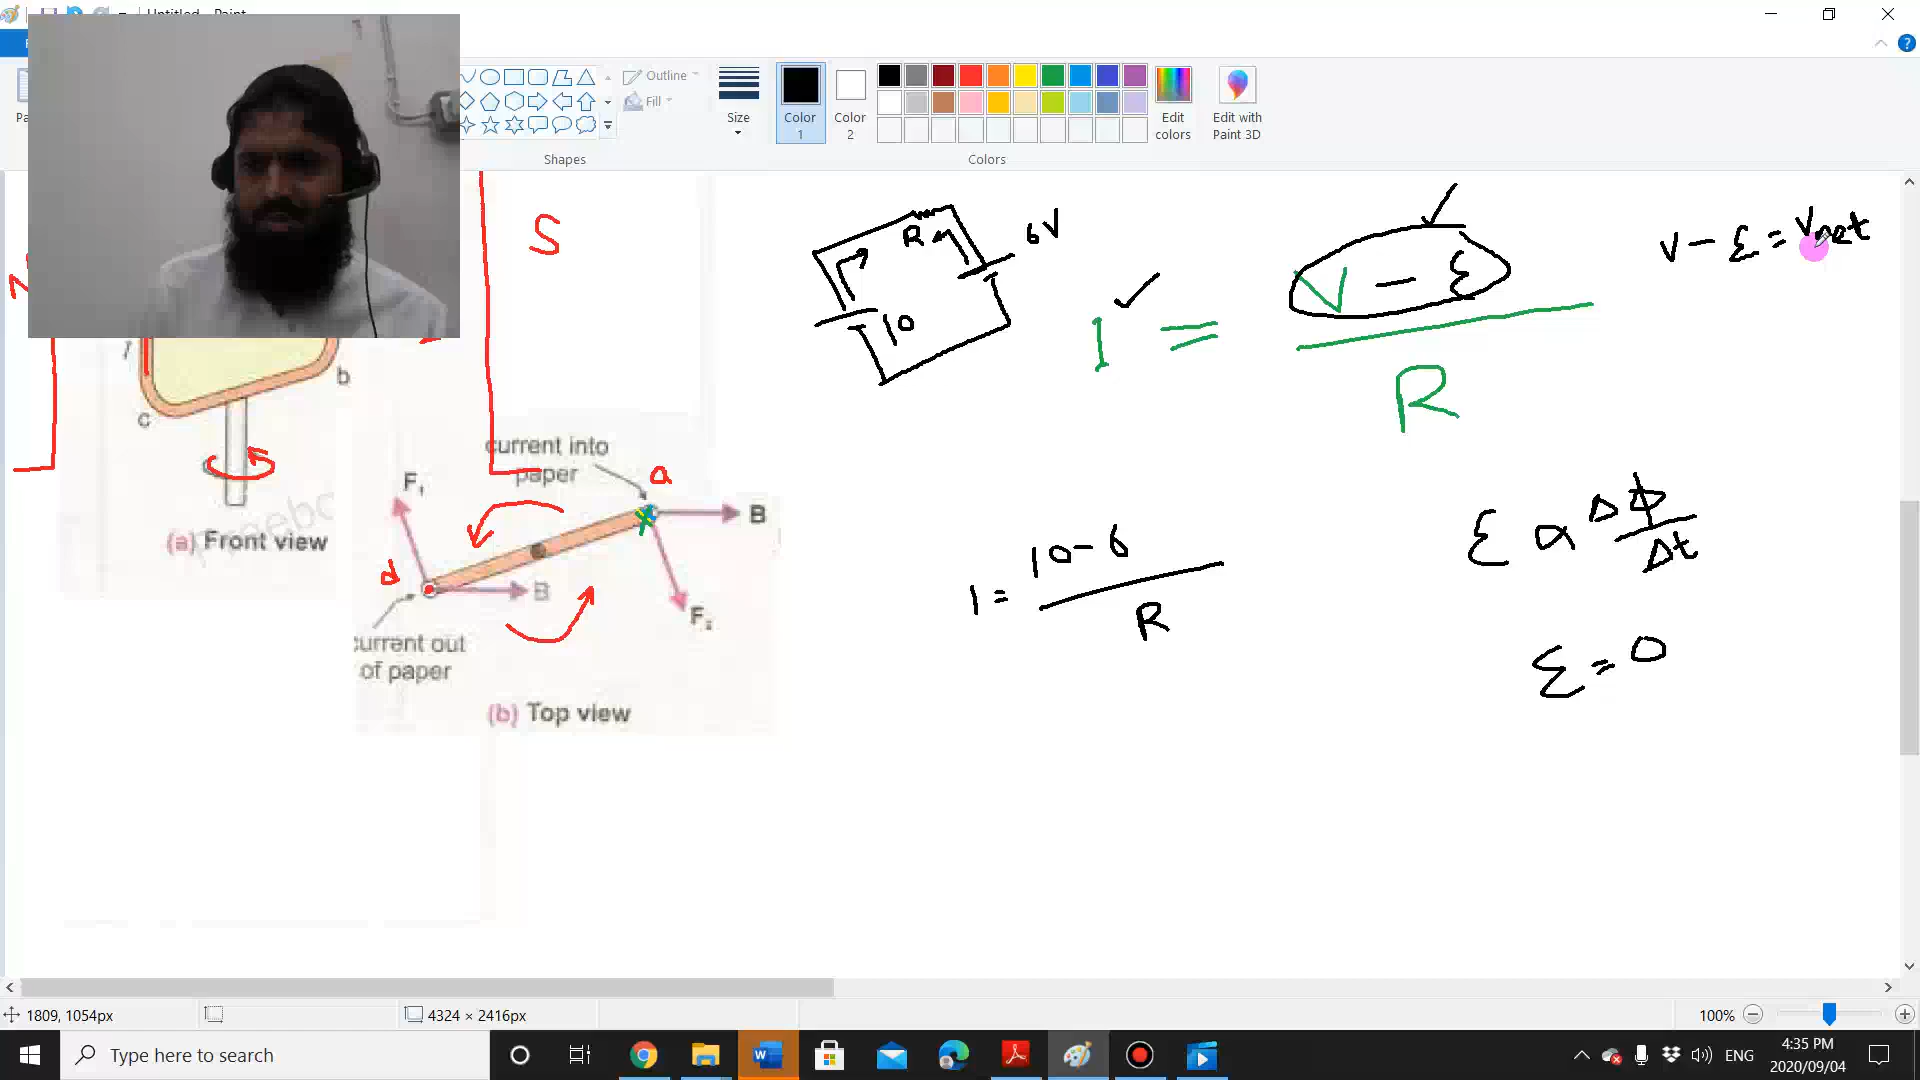 Untitled - Paint
Outline
Fill
Shapes
Size
Color 1
Color 2
Edit colors
Edit with Paint 3D
Colors
S
R
6V
10
I = V - ε / R
V - ε = Vnet
b
c
(a) Front view
current into paper
a
F₁
B
d
B
F₂
current out of paper
(b) Top view
I = 10 - 6 / R
ε α Δφ / Δt
ε = 0
1809, 1054px
4324 × 2416px
100%
Type here to search
ENG
4:35 PM
2020/09/04